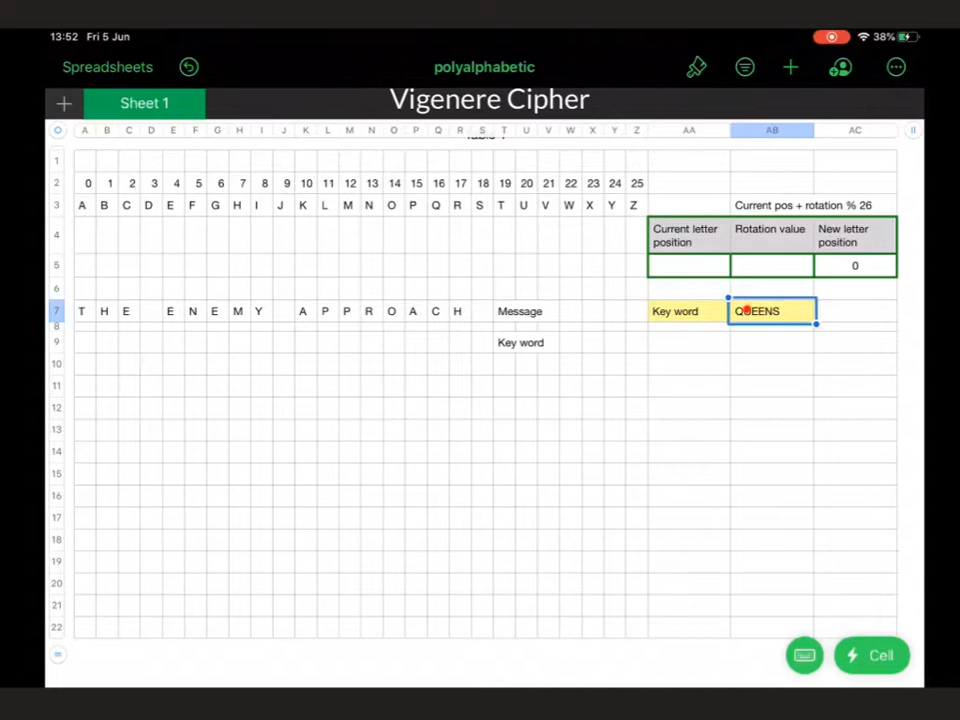 13:52 Fri 5 Jun 38%
Spreadsheets polyalphabetic
Sheet 1
Vigenere Cipher
A B C D E F G H I J K L M N O P Q R S T U V W X Y Z AA AB AC
1
2 0 1 2 3 4 5 6 7 8 9 10 11 12 13 14 15 16 17 18 19 20 21 22 23 24 25
3 A B C D E F G H I J K L M N O P Q R S T U V W X Y Z Current pos + rotation % 26
4 Current letter position Rotation value New letter position
5 0
6
7 T H E E N E M Y A P P R O A C H Message Key word QUEENS
8
9 Key word
10
11
12
13
14
15
16
17
18
19
20
21
22
Cell